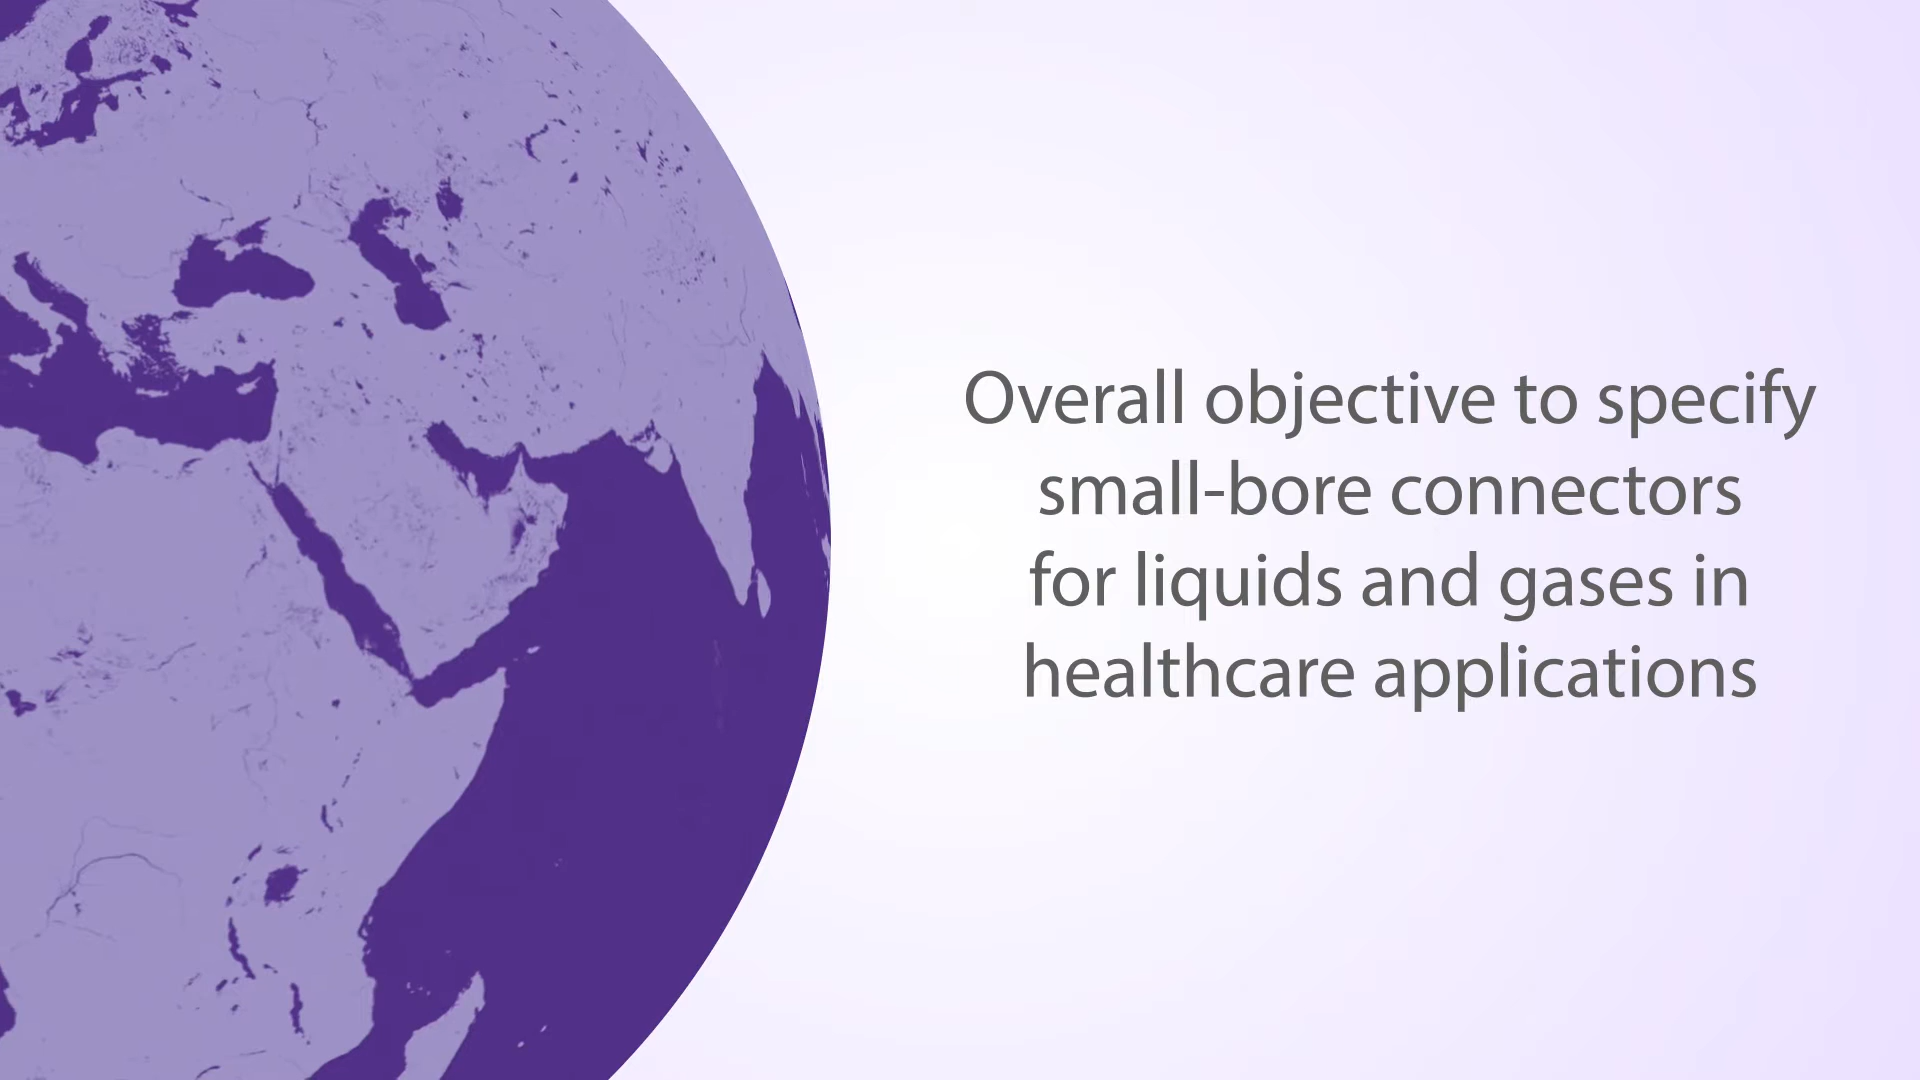 Overall objective to specify
small-bore connectors
for liquids and gases in
healthcare applications